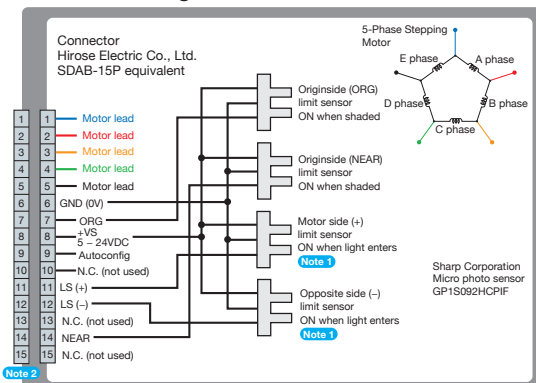 Connector
Hirose Electric Co., Ltd.
SDAB-15P equivalent
5-Phase Stepping
Motor
E phase
A phase
D phase
B phase
C phase
1 1 Motor lead
2 2 Motor lead
3 3 Motor lead
4 4 Motor lead
5 5 Motor lead
6 6 GND (0V)
7 7 ORG
8 8 +VS
5 – 24VDC
9 9 Autoconfig
10 10 N.C. (not used)
11 11 LS (+)
12 12 LS (–)
13 13 N.C. (not used)
14 14 NEAR
15 15 N.C. (not used)
Note 2
Originside (ORG)
limit sensor
ON when shaded
Originside (NEAR)
limit sensor
ON when shaded
Motor side (+)
limit sensor
ON when light enters
Note 1
Opposite side (–)
limit sensor
ON when light enters
Note 1
Sharp Corporation
Micro photo sensor
GP1S092HCPIF